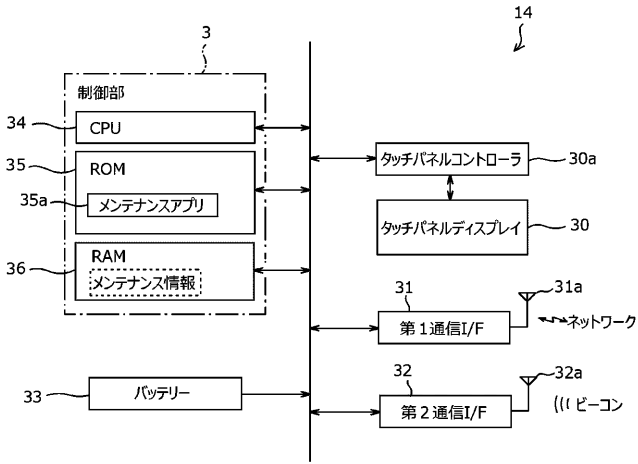 14
3
制御部
34
CPU
35
ROM
35a
メンテナンスアプリ
36
RAM
メンテナンス情報
33
バッテリー
タッチパネルコントローラ
30a
タッチパネルディスプレイ
30
31
31a
第1通信I/F
ネットワーク
32
32a
第2通信I/F
ビーコン